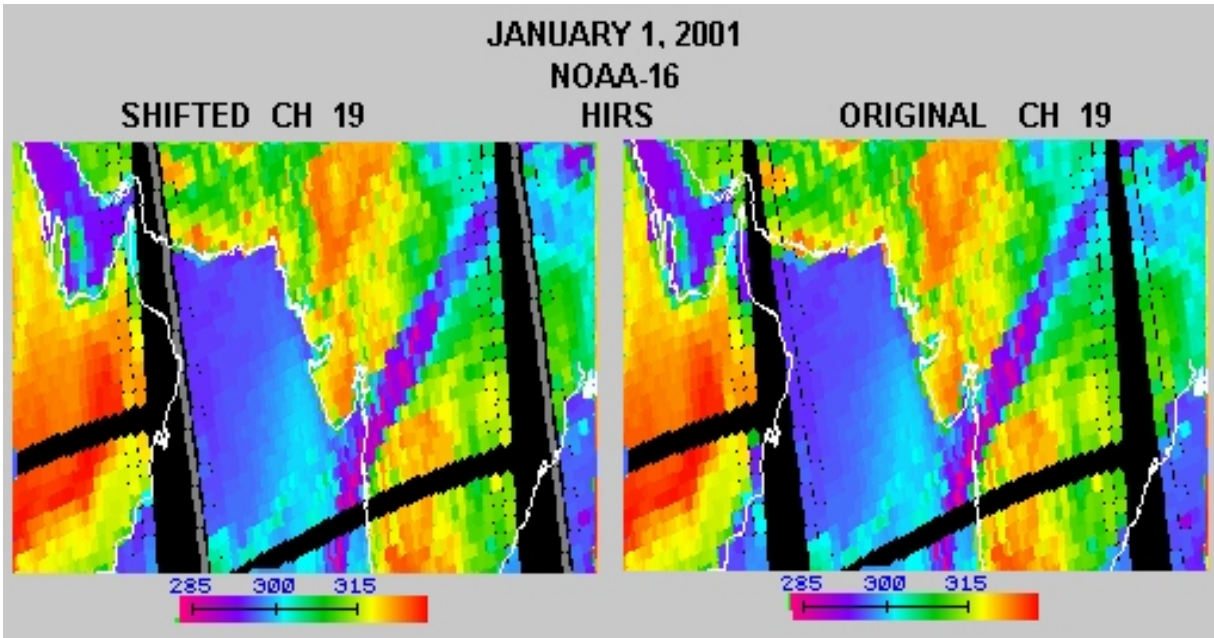 JANUARY 1, 2001
NOAA-16
SHIFTED CH 19 HIRS ORIGINAL CH 19
285 300 315
285 300 315